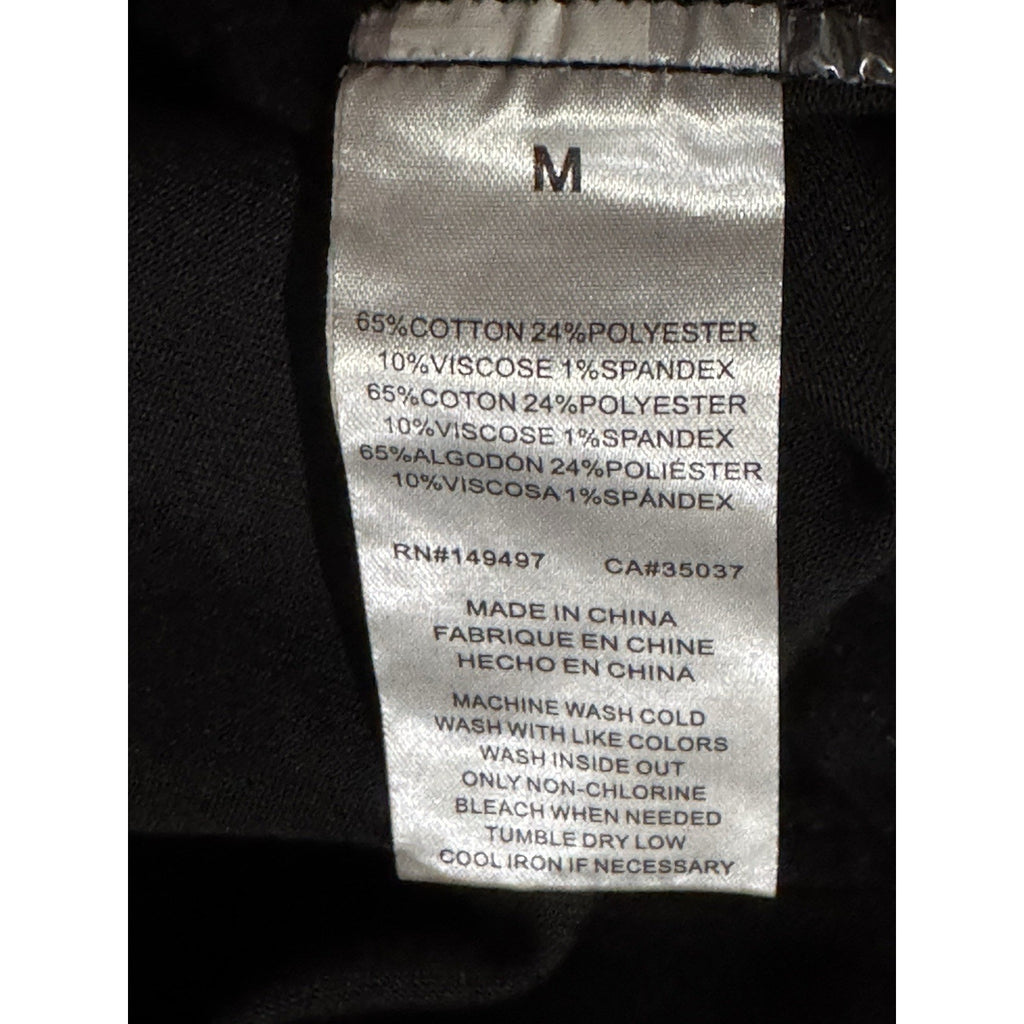 M
65%COTTON 24%POLYESTER
10%VISCOSE 1%SPANDEX
65%COTON 24%POLYESTER
10%VISCOSE 1%SPANDEX
65%ALGODÓN 24%POLIÉSTER
10%VISCOSA 1%SPÁNDEX
RN#149497 CA#35037
MADE IN CHINA
FABRIQUE EN CHINE
HECHO EN CHINA
MACHINE WASH COLD
WASH WITH LIKE COLORS
WASH INSIDE OUT
ONLY NON-CHLORINE
BLEACH WHEN NEEDED
TUMBLE DRY LOW
COOL IRON IF NECESSARY